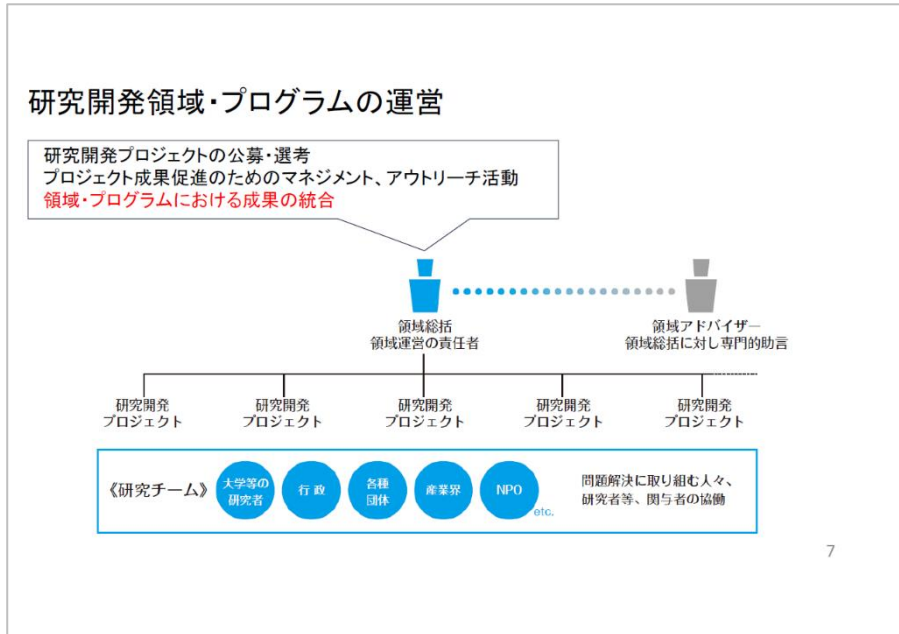 研究開発領域・プログラムの運営
研究開発プロジェクトの公募・選考
プロジェクト成果促進のためのマネジメント、アウトリーチ活動
領域・プログラムにおける成果の統合
領域総括
領域運営の責任者
領域アドバイザー
領域総括に対し専門的助言
研究開発
プロジェクト
研究開発
プロジェクト
研究開発
プロジェクト
研究開発
プロジェクト
研究開発
プロジェクト
《研究チーム》
大学等の
研究者
行政
各種
団体
産業界
NPO
etc.
問題解決に取り組む人々、
研究者等、関与者の協働
7